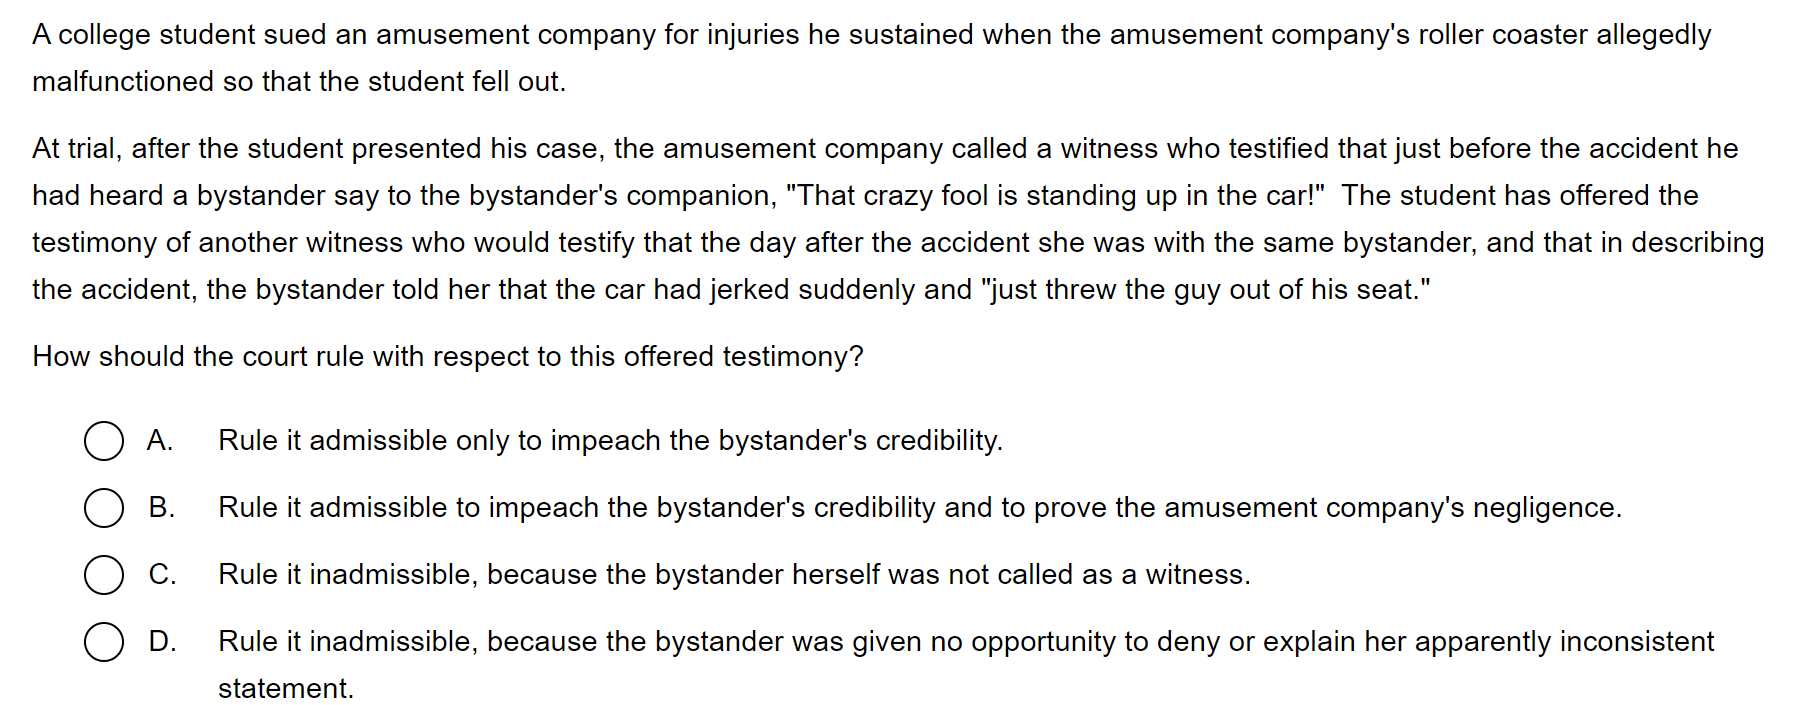 A college student sued an amusement company for injuries he sustained when the amusement company's roller coaster allegedly
malfunctioned so that the student fell out.
At trial, after the student presented his case, the amusement company called a witness who testified that just before the accident he
had heard a bystander say to the bystander's companion, "That crazy fool is standing up in the car!"  The student has offered the
testimony of another witness who would testify that the day after the accident she was with the same bystander, and that in describing
the accident, the bystander told her that the car had jerked suddenly and "just threw the guy out of his seat."
How should the court rule with respect to this offered testimony?
A. Rule it admissible only to impeach the bystander's credibility.
B. Rule it admissible to impeach the bystander's credibility and to prove the amusement company's negligence.
C. Rule it inadmissible, because the bystander herself was not called as a witness.
D. Rule it inadmissible, because the bystander was given no opportunity to deny or explain her apparently inconsistent
statement.